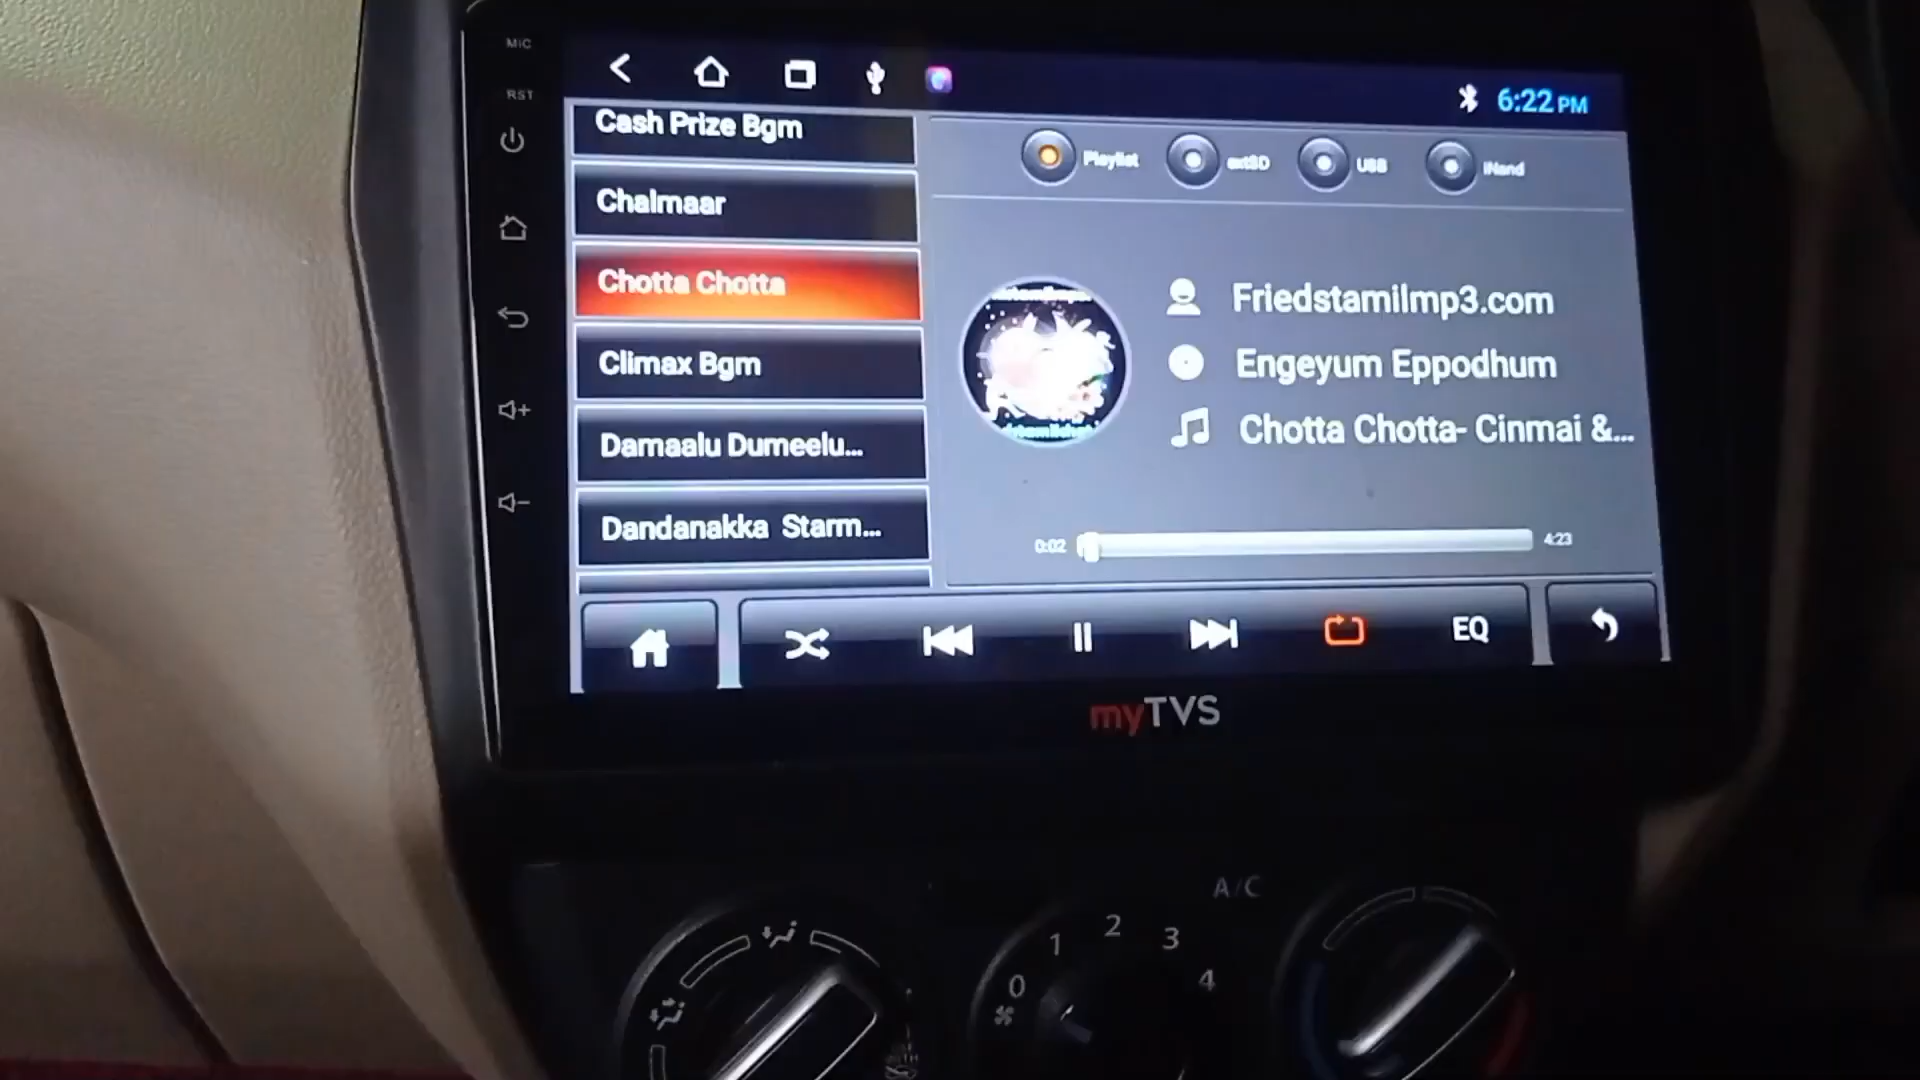 MIC
RST
6:22 PM
Cash Prize Bgm
Chalmaar
Chotta Chotta
Climax Bgm
Damaalu Dumeelu...
Dandanakka Starm...
Playlist
extSD
USB
iNand
Friedstamilmp3.com
Engeyum Eppodhum
Chotta Chotta- Cinmai &...
0:02
4:23
EQ
myTVS
A/C
0 1 2 3 4